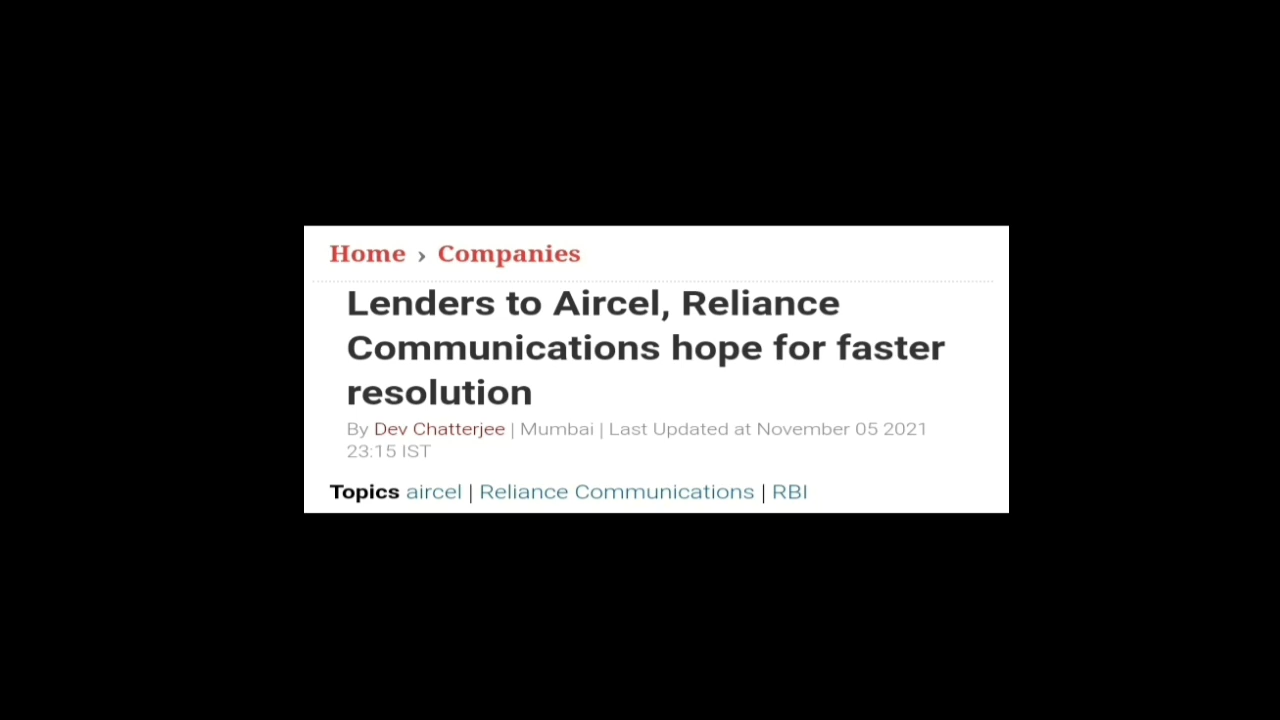 Home › Companies
Lenders to Aircel, Reliance
Communications hope for faster
resolution
By Dev Chatterjee | Mumbai | Last Updated at November 05 2021
23:15 IST
Topics aircel | Reliance Communications | RBI